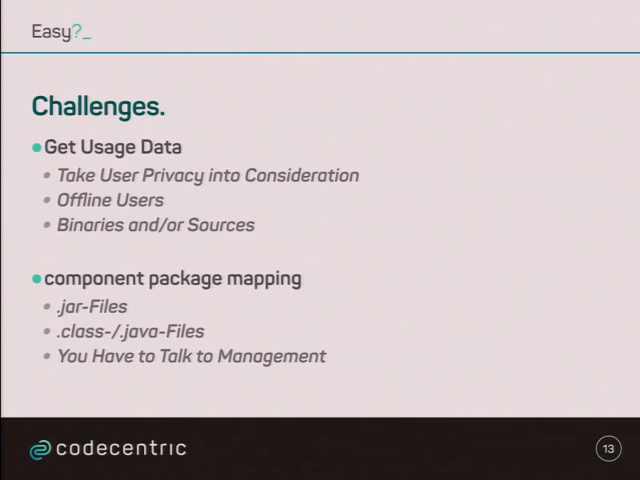 Easy?_
Challenges.
Get Usage Data
Take User Privacy into Consideration
Offline Users
Binaries and/or Sources
component package mapping
.jar-Files
.class-/.java-Files
You Have to Talk to Management
codecentric
13